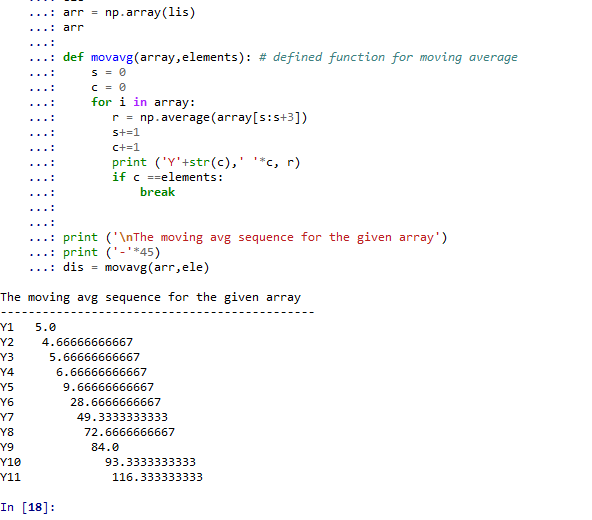 ...: arr = np.array(lis)
...: arr
...:
...: def movavg(array,elements): # defined function for moving average
...:     s = 0
...:     c = 0
...:     for i in array:
...:        r = np.average(array[s:s+3])
...:        s+=1
...:        c+=1
...:        print ('Y'+str(c),' '*c, r)
...:        if c ==elements:
...:            break
...:
...:
...: print ('\nThe moving avg sequence for the given array')
...: print ('-'*45)
...: dis = movavg(arr,ele)
The moving avg sequence for the given array
---------------------------------------------
Y1   5.0
Y2    4.66666666667
Y3     5.66666666667
Y4      6.66666666667
Y5       9.66666666667
Y6        28.6666666667
Y7         49.3333333333
Y8          72.6666666667
Y9           84.0
Y10            93.3333333333
Y11             116.333333333
In [18]: